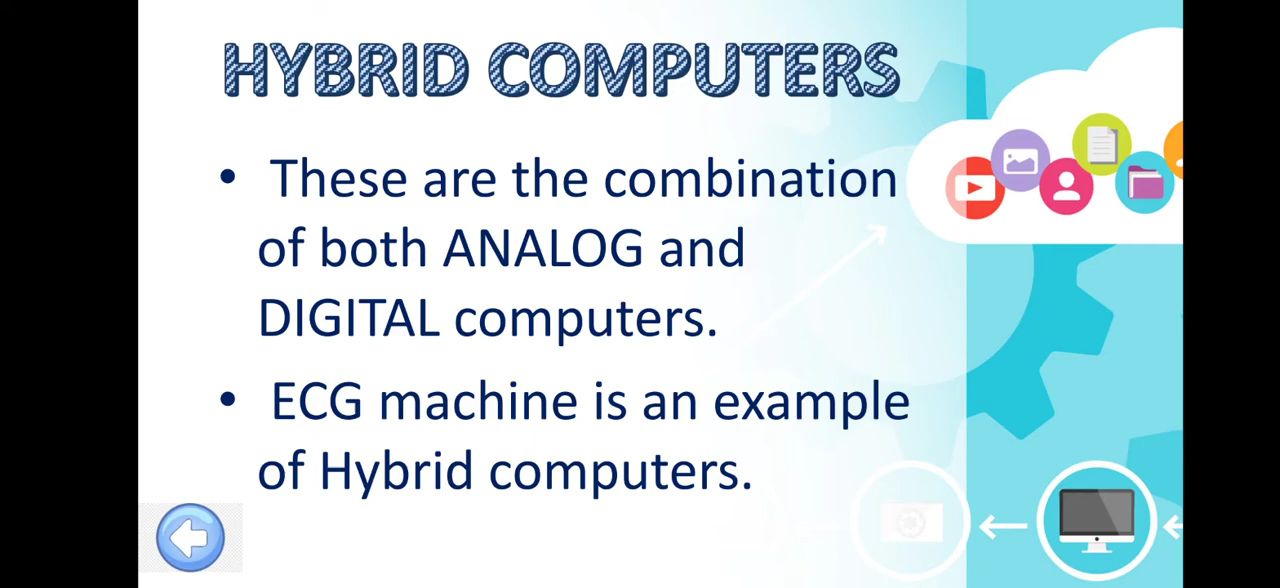 HYBRID COMPUTERS
• These are the combination
of both ANALOG and
DIGITAL computers.
• ECG machine is an example
of Hybrid computers.